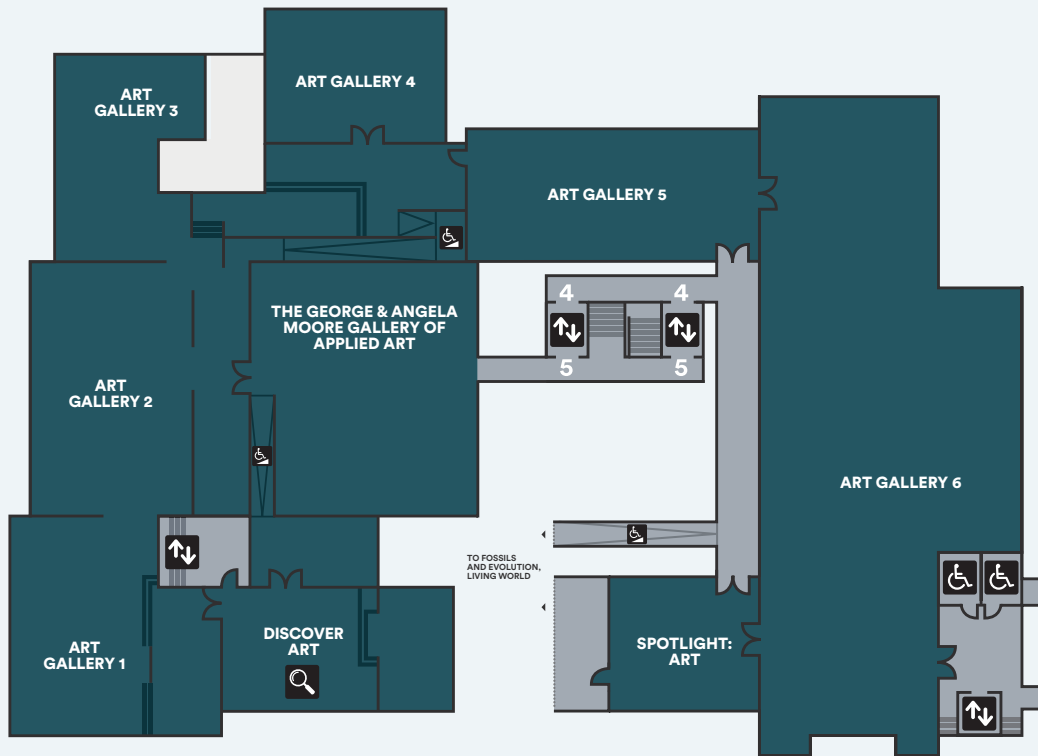 ART GALLERY 4
ART
GALLERY 3
ART GALLERY 5
4
4
THE GEORGE & ANGELA
MOORE GALLERY OF
APPLIED ART
5
5
ART
GALLERY 2
ART GALLERY 6
TO FOSSILS
AND EVOLUTION,
LIVING WORLD
DISCOVER
ART
SPOTLIGHT:
ART
ART
GALLERY 1